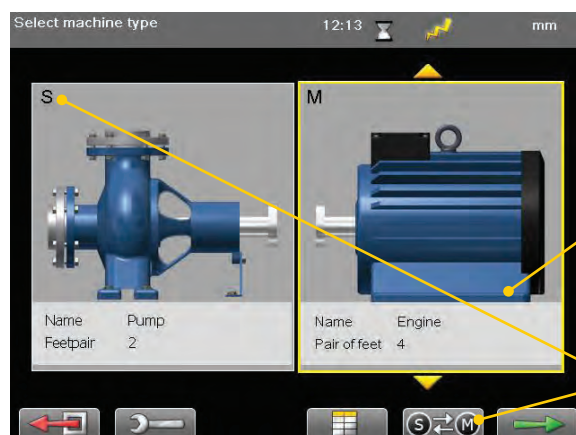 Select machine type 12:13 mm
S
M
Name Pump
Feetpair 2
Name Engine
Pair of feet 4
S M